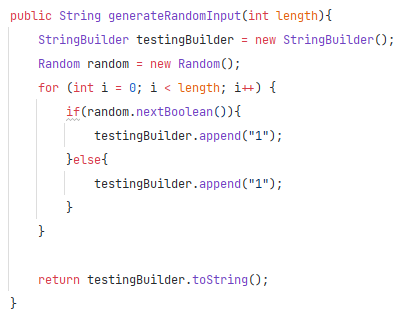 public String generateRandomInput(int length){
    StringBuilder testingBuilder = new StringBuilder();
    Random random = new Random();
    for (int i = 0; i < length; i++) {
        if(random.nextBoolean()){
            testingBuilder.append("1");
        }else{
            testingBuilder.append("1");
        }
    }

    return testingBuilder.toString();
}